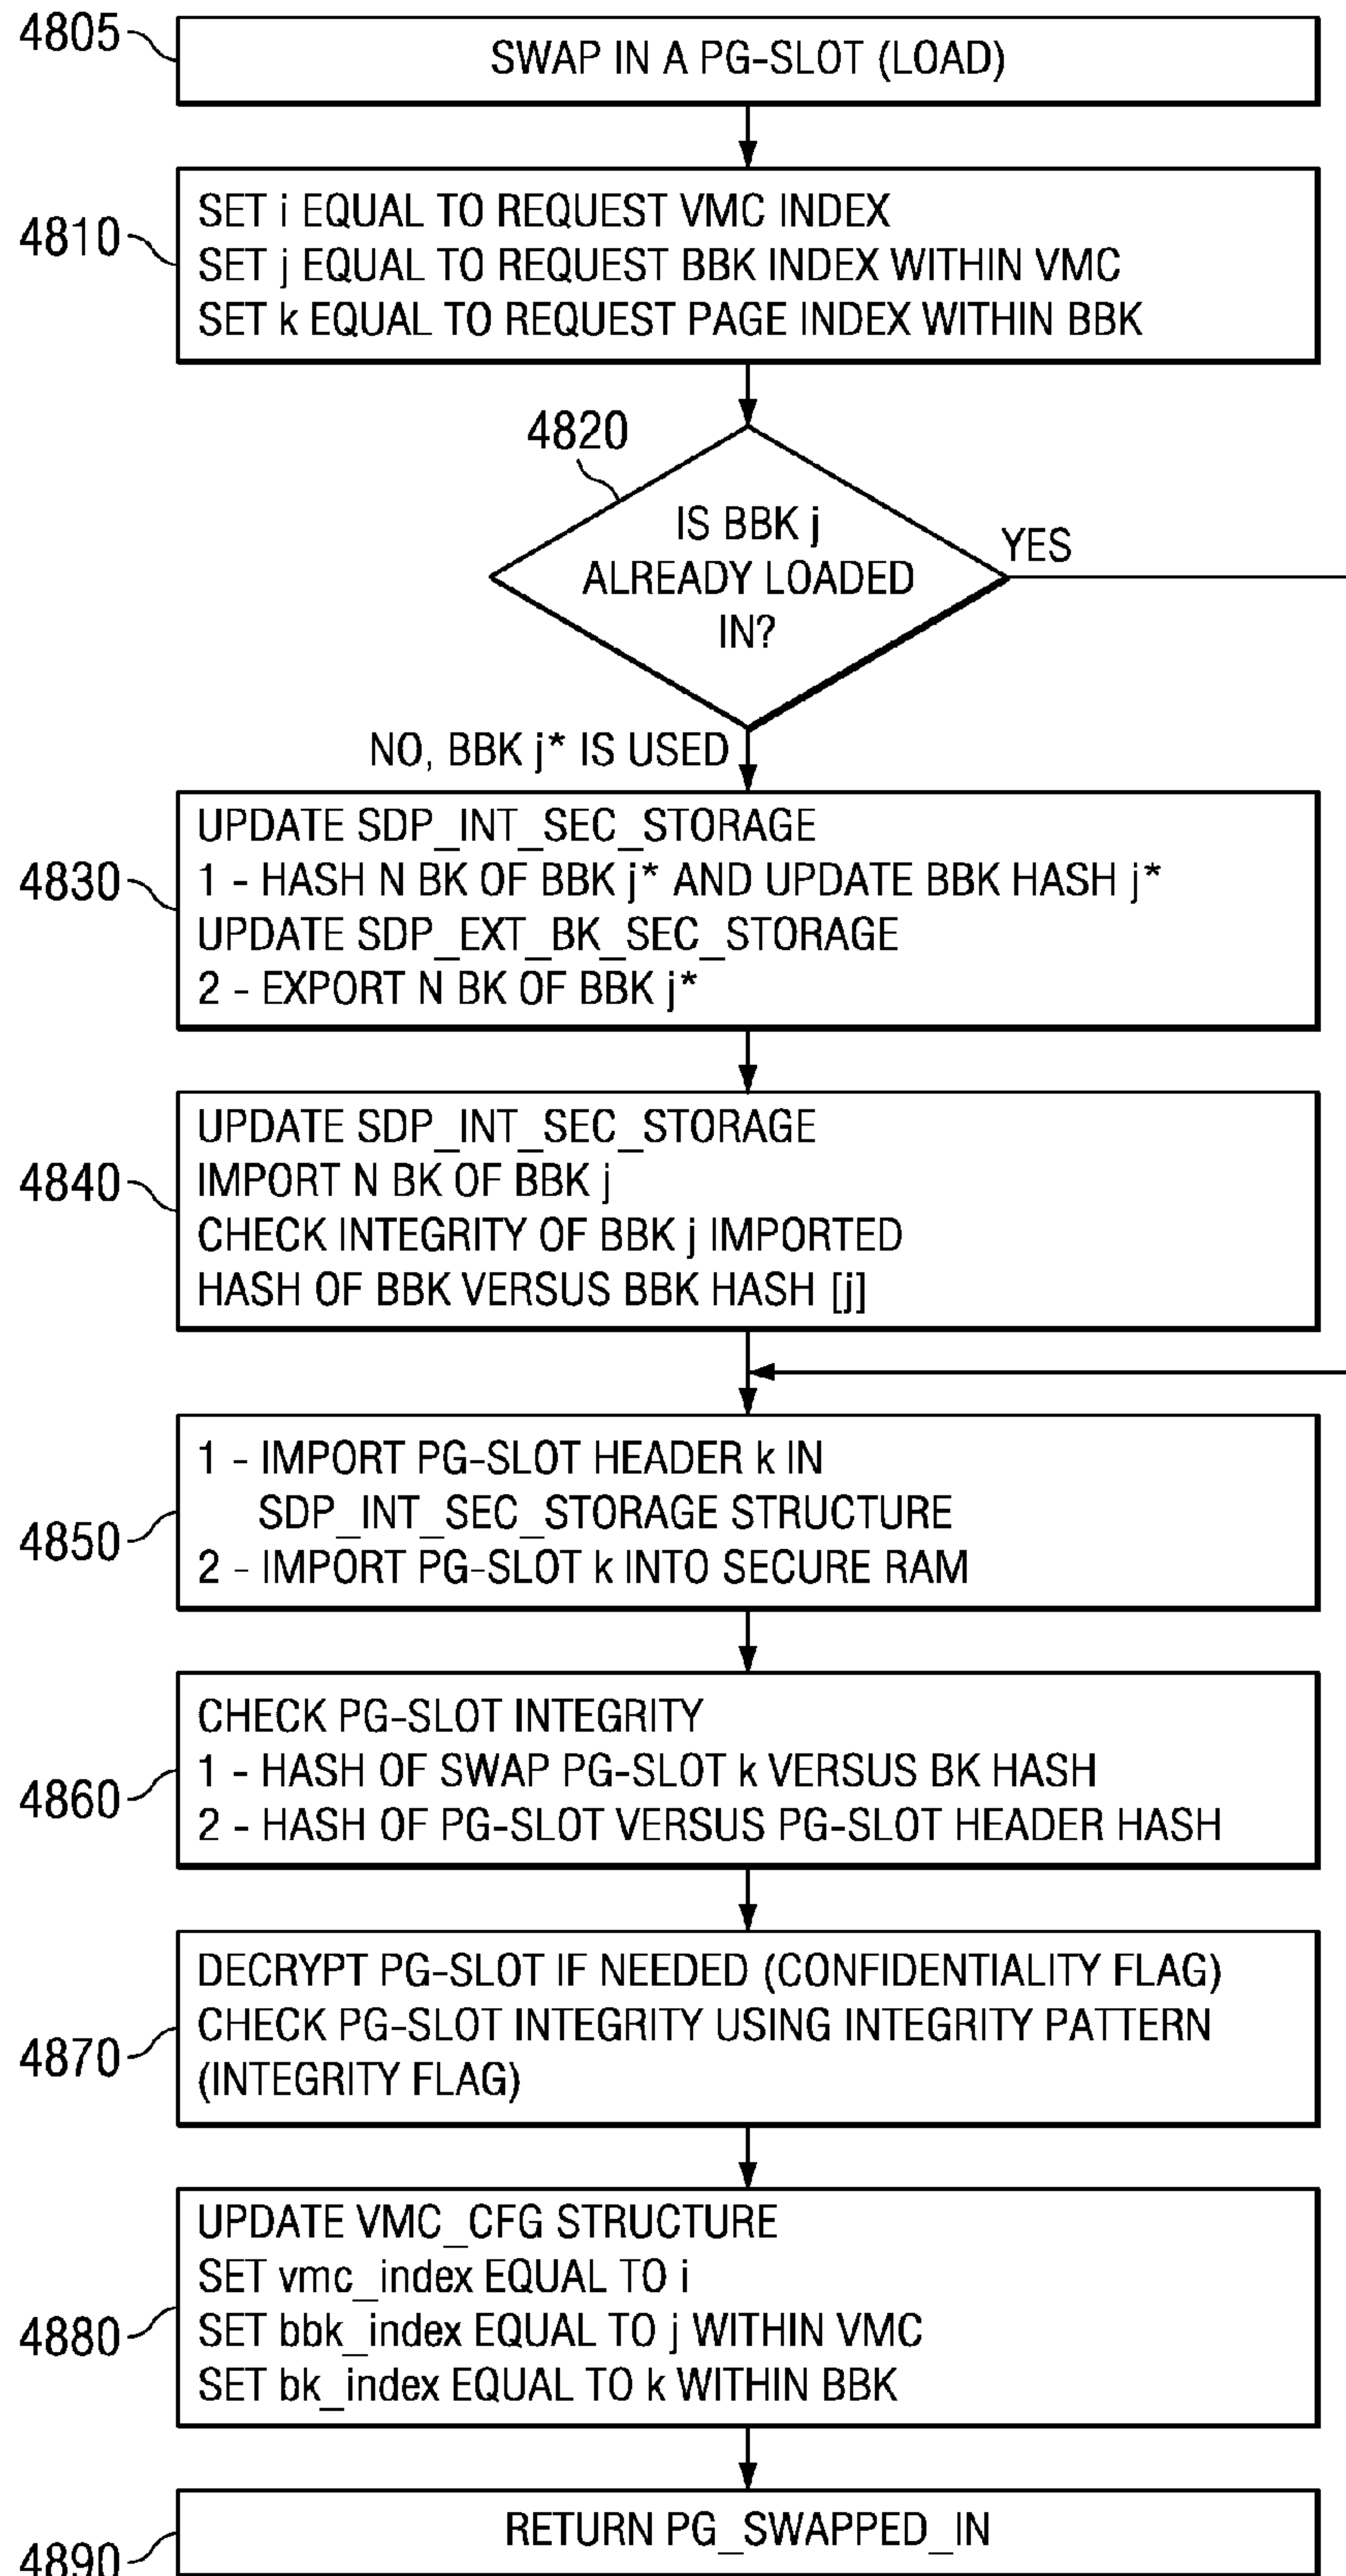 4805
SWAP IN A PG-SLOT (LOAD)
4810
SET i EQUAL TO REQUEST VMC INDEX
SET j EQUAL TO REQUEST BBK INDEX WITHIN VMC
SET k EQUAL TO REQUEST PAGE INDEX WITHIN BBK
4820
IS BBK j
ALREADY LOADED
IN?
YES
NO, BBK j* IS USED
4830
UPDATE SDP_INT_SEC_STORAGE
1 - HASH N BK OF BBK j* AND UPDATE BBK HASH j*
UPDATE SDP_EXT_BK_SEC_STORAGE
2 - EXPORT N BK OF BBK j*
4840
UPDATE SDP_INT_SEC_STORAGE
IMPORT N BK OF BBK j
CHECK INTEGRITY OF BBK j IMPORTED
HASH OF BBK VERSUS BBK HASH [j]
4850
1 - IMPORT PG-SLOT HEADER k IN
SDP_INT_SEC_STORAGE STRUCTURE
2 - IMPORT PG-SLOT k INTO SECURE RAM
4860
CHECK PG-SLOT INTEGRITY
1 - HASH OF SWAP PG-SLOT k VERSUS BK HASH
2 - HASH OF PG-SLOT VERSUS PG-SLOT HEADER HASH
4870
DECRYPT PG-SLOT IF NEEDED (CONFIDENTIALITY FLAG)
CHECK PG-SLOT INTEGRITY USING INTEGRITY PATTERN
(INTEGRITY FLAG)
4880
UPDATE VMC_CFG STRUCTURE
SET vmc_index EQUAL TO i
SET bbk_index EQUAL TO j WITHIN VMC
SET bk_index EQUAL TO k WITHIN BBK
4890
RETURN PG_SWAPPED_IN